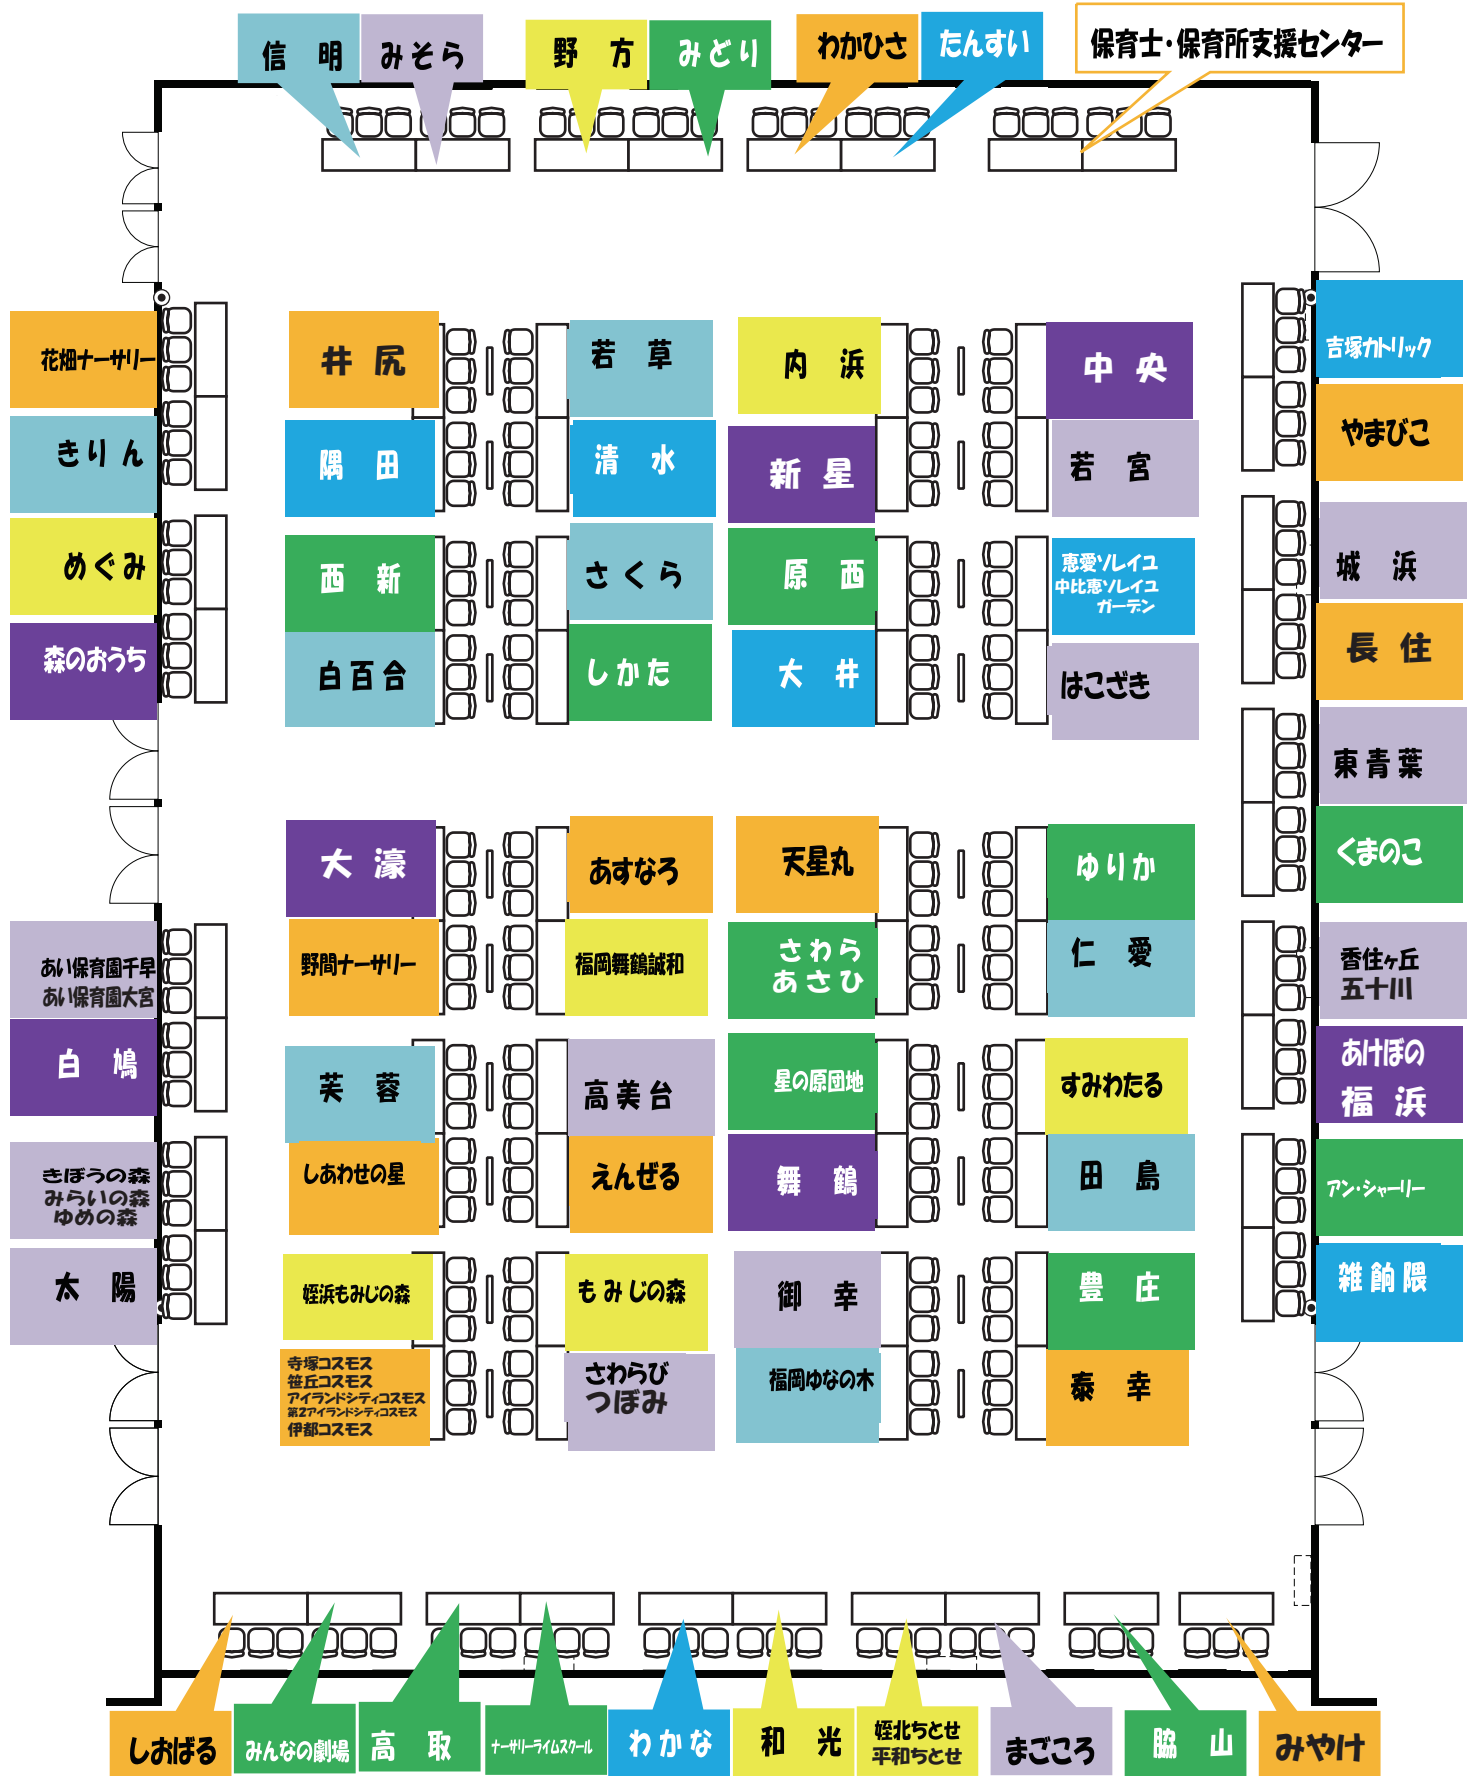 信　明
みそら
野　方
みどり
わかひさ
たんすい
保育士・保育所支援センター
花畑ナーサリー
きりん
めぐみ
森のおうち
あい保育園千早
あい保育園大宮
白　鳩
きぼうの森
みらいの森
ゆめの森
太　陽
井　尻
若　草
隅　田
清　水
西　新
さくら
白百合
しかた
内　浜
中　央
新　星
若　宮
原　西
恵愛ソレイユ
中比恵ソレイユ
ガーデン
大　井
はこざき
大　濠
あすなろ
野間ナーサリー
福岡舞鶴誠和
芙　蓉
高美台
しあわせの星
えんぜる
姪浜もみじの森
もみじの森
寺塚コスモス
笹丘コスモス
アイランドシティコスモス
第2アイランドシティコスモス
伊都コスモス
さわらび
つぼみ
天星丸
ゆりか
さわら
あさひ
仁　愛
星の原団地
すみわたる
舞　鶴
田　島
御　幸
豊　庄
福岡ゆなの木
泰　幸
吉塚カトリック
やまびこ
城　浜
長　住
東青葉
くまのこ
香住ヶ丘
五十川
あけぼの
福　浜
アン・シャーリー
雑餉隈
しおばる
みんなの劇場
高　取
ナーサリーライムスクール
わかな
和　光
姪北ちとせ
平和ちとせ
まごころ
脇　山
みやけ